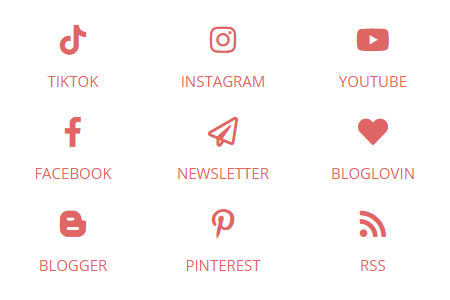 TIKTOK INSTAGRAM YOUTUBE
FACEBOOK NEWSLETTER BLOGLOVIN
BLOGGER PINTEREST RSS